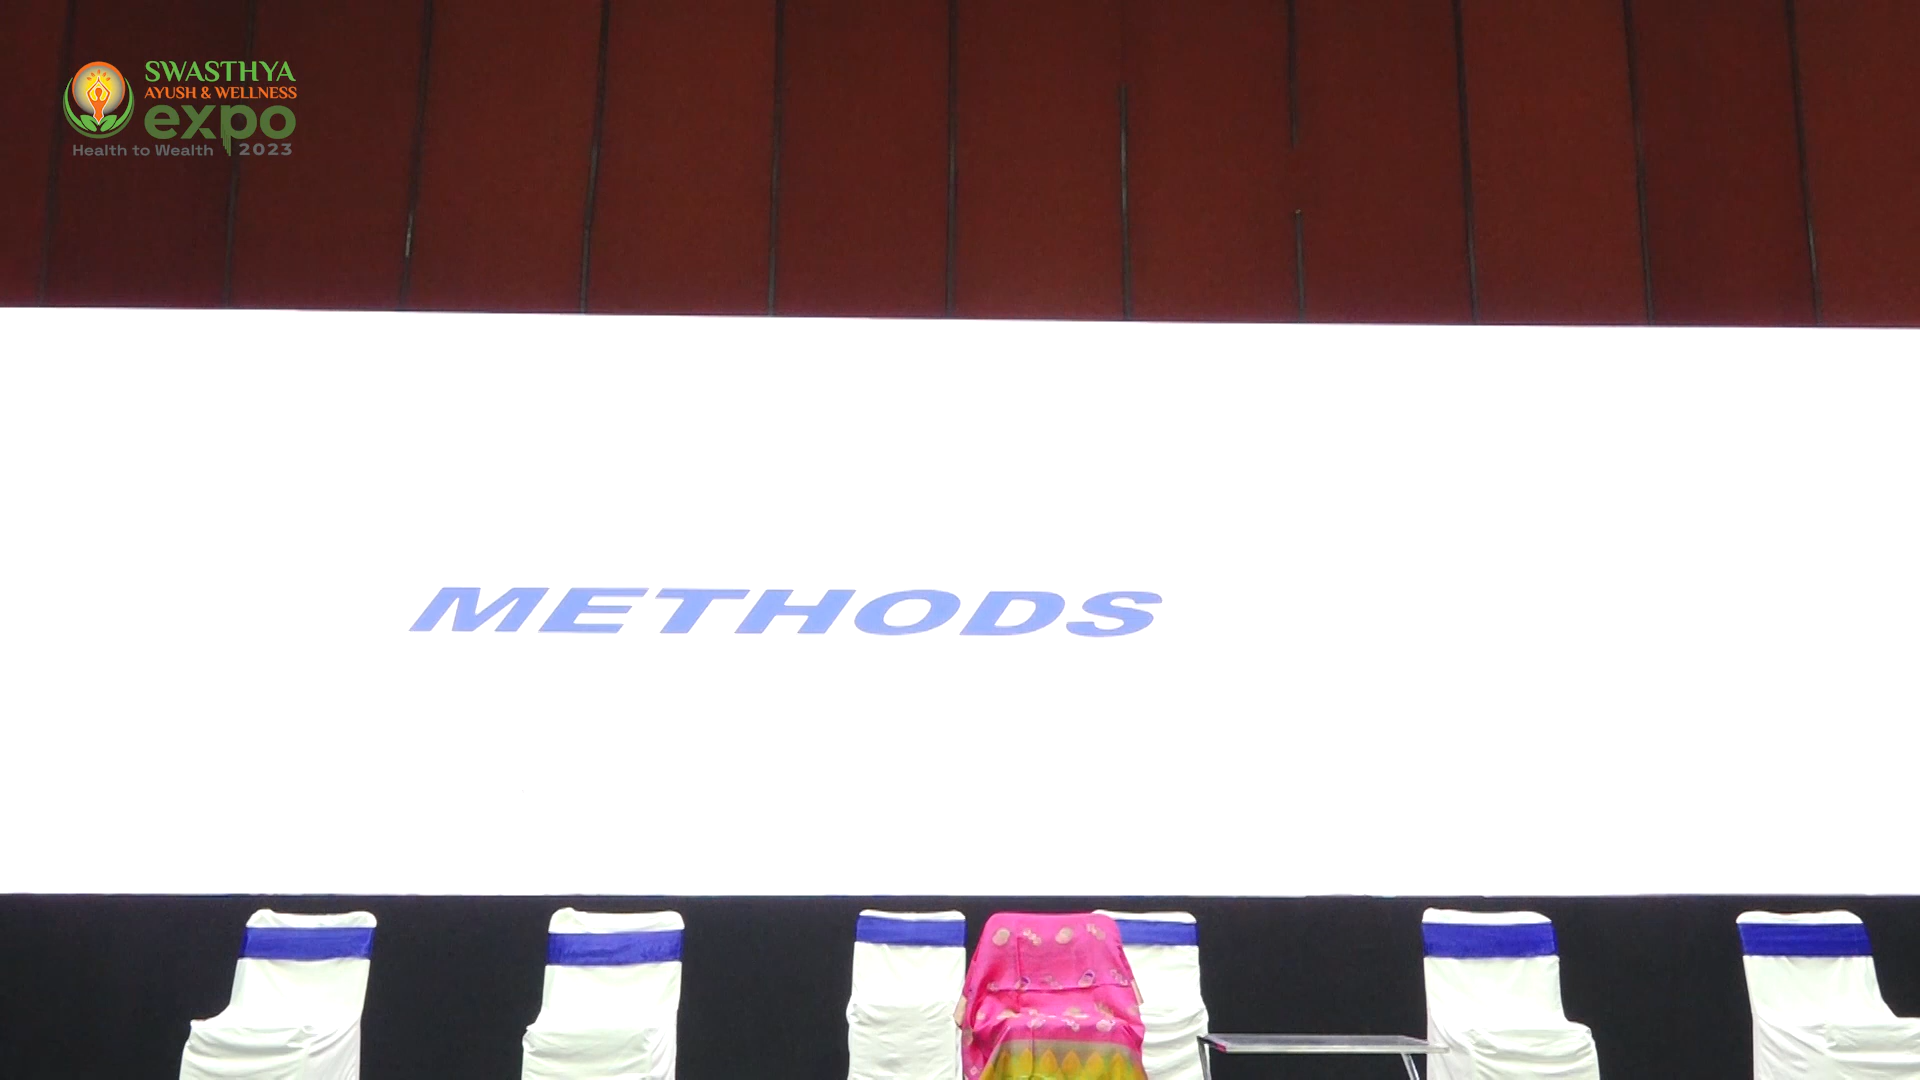 SWASTHYA
AYUSH & WELLNESS
expo
Health to Wealth 2023
METHODS